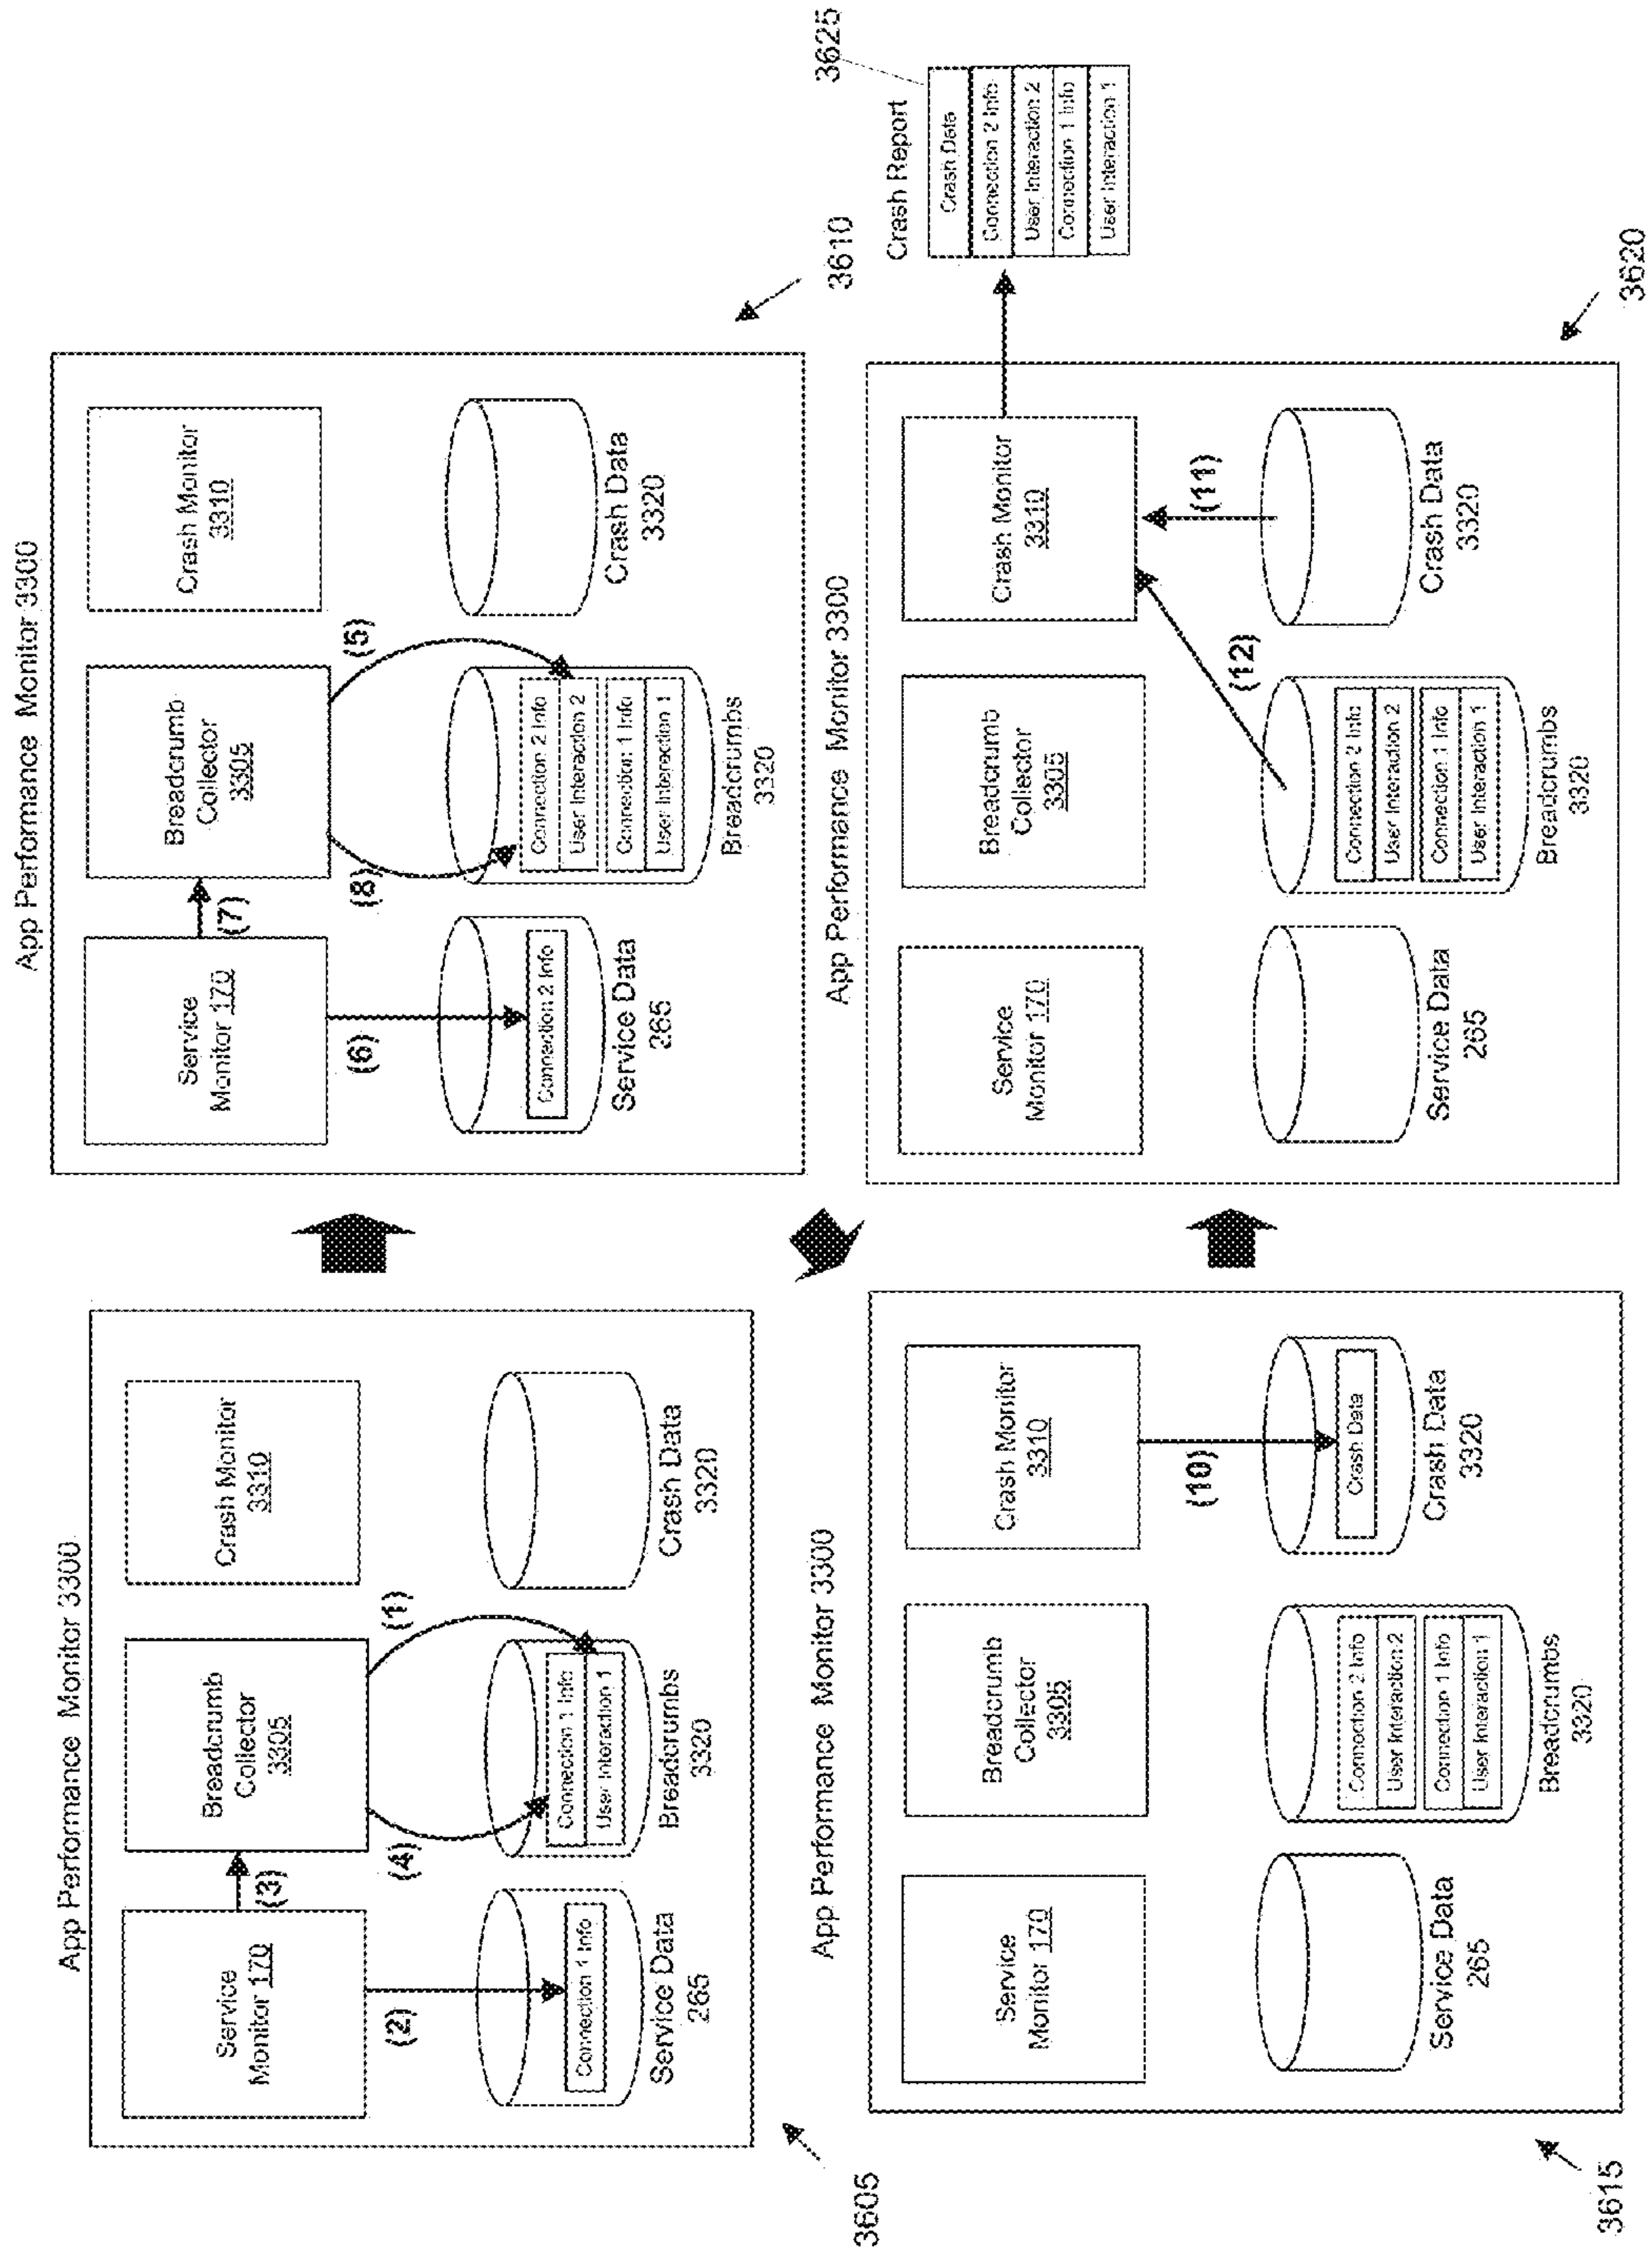 App Performance Monitor 3300
Service
Monitor 170
Breadcrumb
Collector
3305
Crash Monitor
3310
(3)
(2)
(4)
(1)
Connection 1 Info
Connection 1 Info
User Interaction 1
Service Data
265
Breadcrumbs
3320
Crash Data
3320
3605
App Performance Monitor 3300
Service
Monitor 170
Breadcrumb
Collector
3305
Crash Monitor
3310
(7)
(6)
(8)
(5)
Connection 2 Info
Connection 2 Info
User Interaction 2
Connection 1 Info
User Interaction 1
Service Data
265
Breadcrumbs
3320
Crash Data
3320
3610
App Performance Monitor 3300
Service
Monitor 170
Breadcrumb
Collector
3305
Crash Monitor
3310
(10)
Connection 2 Info
User Interaction 2
Connection 1 Info
User Interaction 1
Crash Data
Service Data
265
Breadcrumbs
3320
Crash Data
3320
3615
App Performance Monitor 3300
Service
Monitor 170
Breadcrumb
Collector
3305
Crash Monitor
3310
(12)
(11)
Connection 2 Info
User Interaction 2
Connection 1 Info
User Interaction 1
Service Data
265
Breadcrumbs
3320
Crash Data
3320
3620
Crash Report
3625
Crash Data
Connection 2 Info
User Interaction 2
Connection 1 Info
User Interaction 1